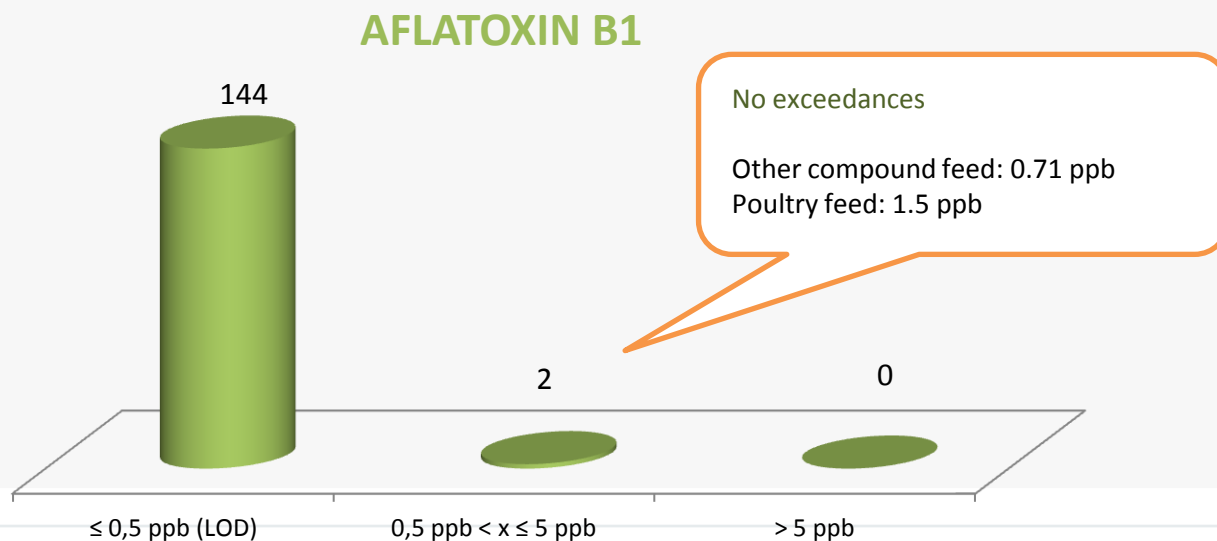 AFLATOXIN B1
144
No exceedances
Other compound feed: 0.71 ppb
Poultry feed: 1.5 ppb
2
0
≤ 0,5 ppb (LOD)
0,5 ppb < x ≤ 5 ppb
> 5 ppb